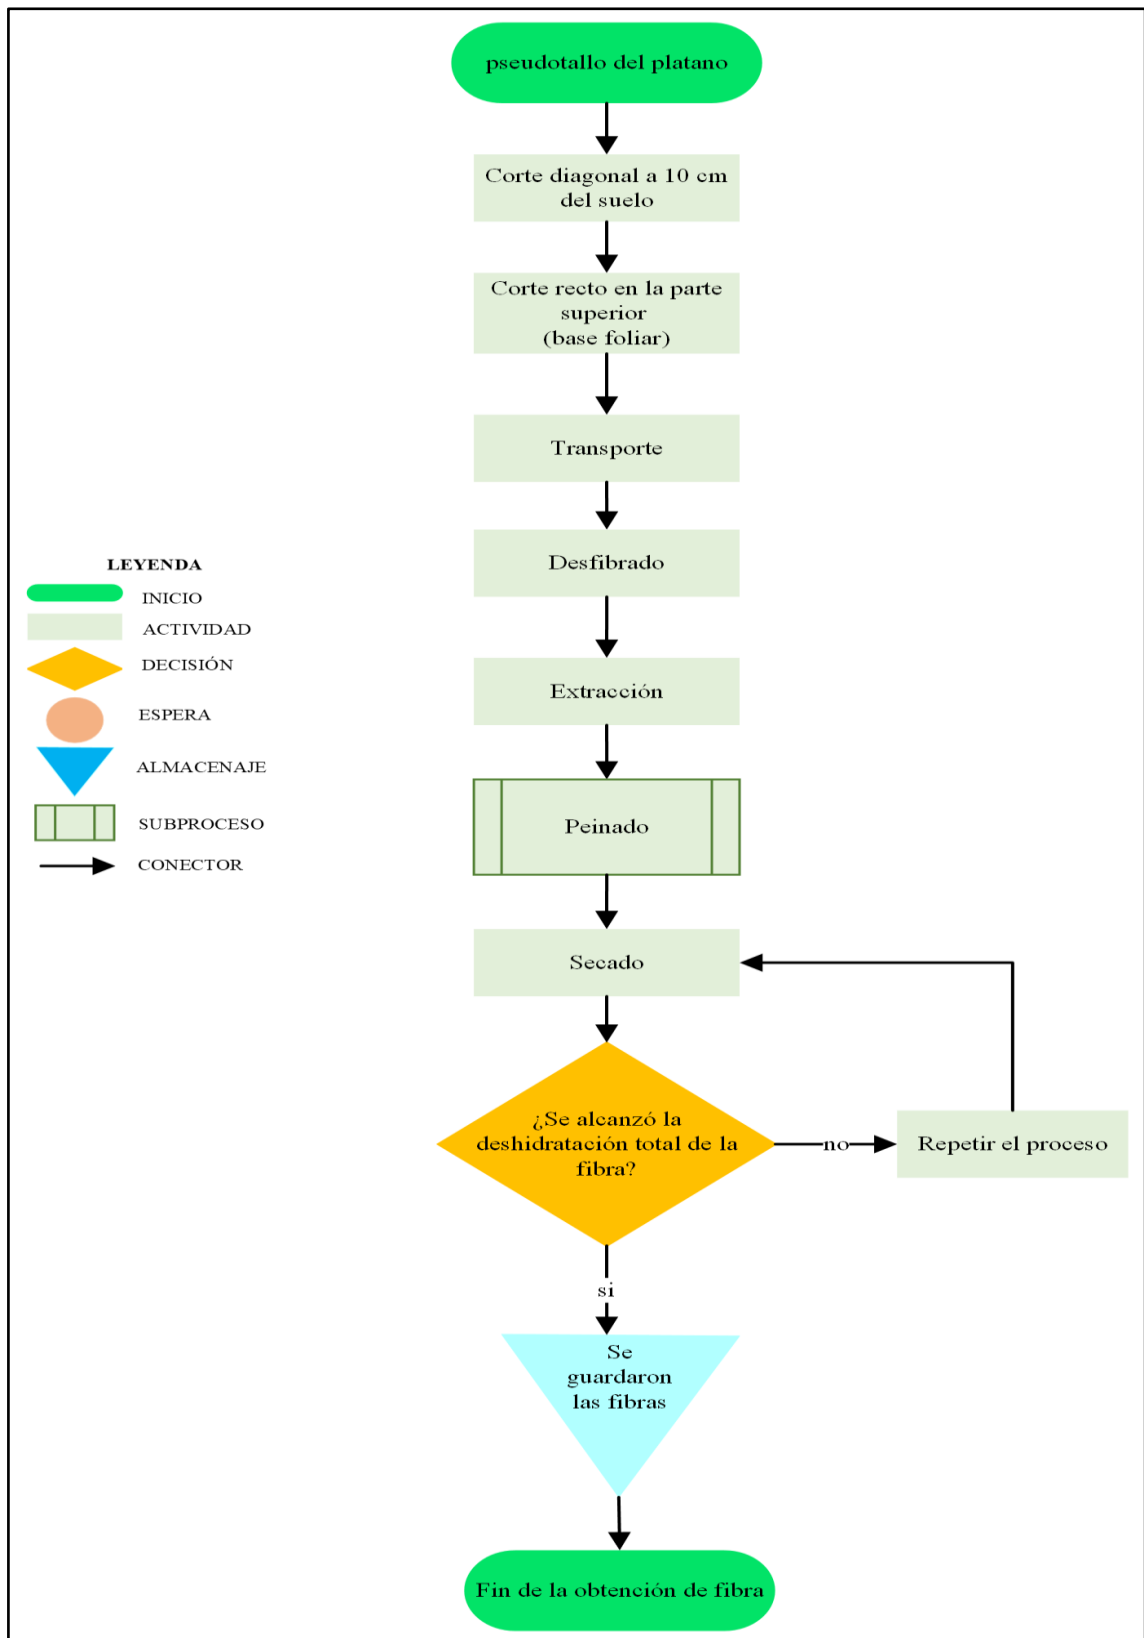 pseudotallo del platano
Corte diagonal a 10 cm
del suelo
Corte recto en la parte
superior
(base foliar)
Transporte
Desfibrado
LEYENDA
INICIO
ACTIVIDAD
DECISIÓN
ESPERA
ALMACENAJE
SUBPROCESO
CONECTOR
Extracción
Peinado
Secado
¿Se alcanzó la
deshidratación total de la
fibra?
no
Repetir el proceso
si
Se
guardaron
las fibras
Fin de la obtención de fibra